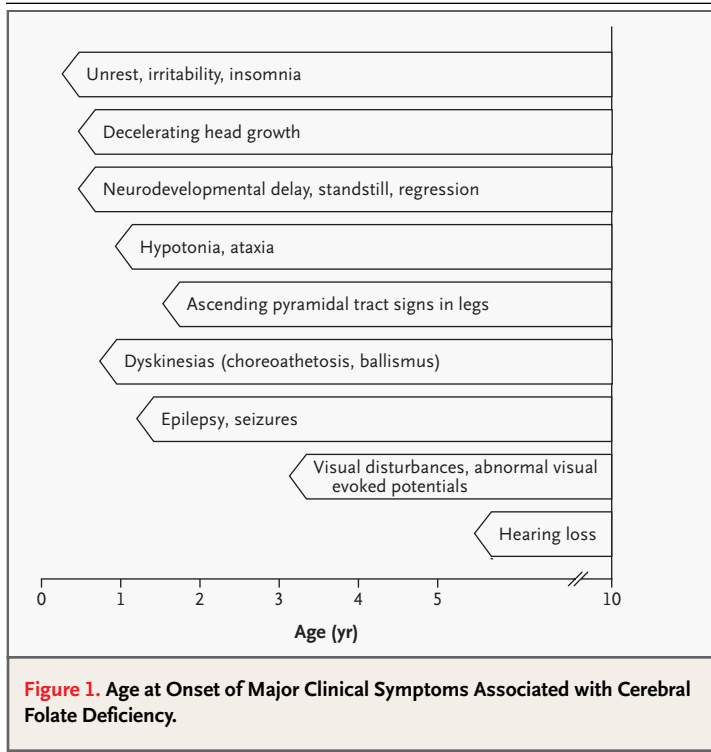 Unrest, irritability, insomnia
Decelerating head growth
Neurodevelopmental delay, standstill, regression
Hypotonia, ataxia
Ascending pyramidal tract signs in legs
Dyskinesias (choreoathetosis, ballismus)
Epilepsy, seizures
Visual disturbances, abnormal visual
evoked potentials
Hearing loss
0 1 2 3 4 5 10
Age (yr)
Figure 1. Age at Onset of Major Clinical Symptoms Associated with Cerebral
Folate Deficiency.